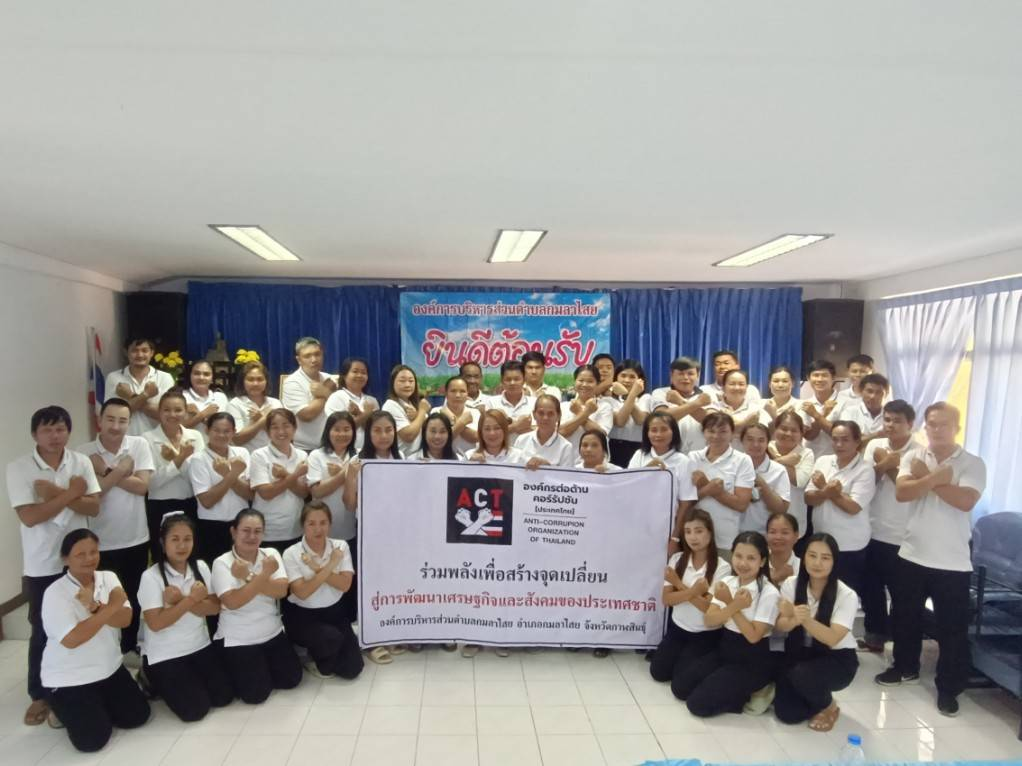 องค์การบริหารส่วนตำบลกมลาไสย
ยินดีต้อนรับ
ACT
องค์กรต่อต้าน
คอร์รัปชัน
[ประเทศไทย]
ANTI-CORRUPION
ORGANIZATION
OF THAILAND
ร่วมพลังเพื่อสร้างจุดเปลี่ยน
สู่การพัฒนาเศรษฐกิจและสังคมของประเทศชาติ
องค์การบริหารส่วนตำบลกมลาไสย อำเภอกมลาไสย จังหวัดกาฬสินธุ์